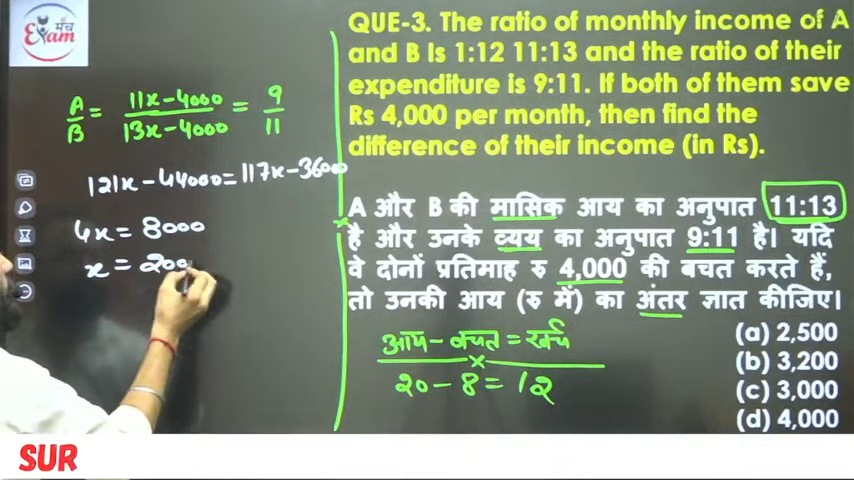 Exam मंच
QUE-3. The ratio of monthly income of A
and B Is 1:12 11:13 and the ratio of their
expenditure is 9:11. If both of them save
Rs 4,000 per month, then find the
difference of their income (in Rs).
A/B = 11x-4000/13x-4000 = 9/11
121x-44000=117x-36000
4x = 8000
x = 200
A और B की मासिक आय का अनुपात 11:13
है और उनके व्यय का अनुपात 9:11 है। यदि
वे दोनों प्रतिमाह रु 4,000 की बचत करते हैं,
तो उनकी आय (रु में) का अंतर ज्ञात कीजिए।
आय - बचत = खर्च
20 - 8 = 12
(a) 2,500
(b) 3,200
(c) 3,000
(d) 4,000
SUR